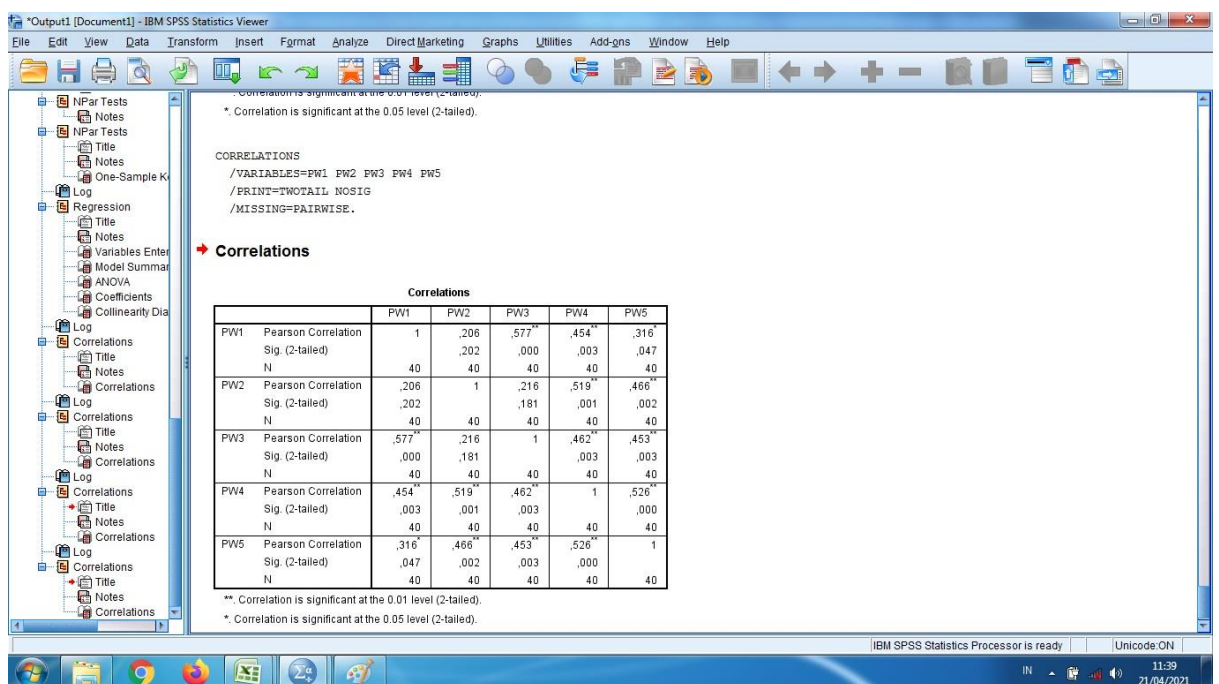 *Output1 [Document1] - IBM SPSS Statistics Viewer
File Edit View Data Transform Insert Format Analyze Direct Marketing Graphs Utilities Add-ons Window Help
NPar Tests
Notes
NPar Tests
Title
Notes
One-Sample K
Log
Regression
Title
Notes
Variables Enter
Model Summar
ANOVA
Coefficients
Collinearity Dia
Log
Correlations
Title
Notes
Correlations
Log
Correlations
Title
Notes
Correlations
Log
Correlations
Title
Notes
Correlations
Log
Correlations
Title
Notes
Correlations
. Correlation is significant at the 0.01 level (2-tailed).
*. Correlation is significant at the 0.05 level (2-tailed).
CORRELATIONS
/VARIABLES=PW1 PW2 PW3 PW4 PW5
/PRINT=TWOTAIL NOSIG
/MISSING=PAIRWISE.
Correlations
Correlations
PW1 PW2 PW3 PW4 PW5
PW1 Pearson Correlation 1 ,206 ,577** ,454** ,316*
Sig. (2-tailed) ,202 ,000 ,003 ,047
N 40 40 40 40 40
PW2 Pearson Correlation ,206 1 ,216 ,519** ,466**
Sig. (2-tailed) ,202 ,181 ,001 ,002
N 40 40 40 40 40
PW3 Pearson Correlation ,577** ,216 1 ,462** ,453**
Sig. (2-tailed) ,000 ,181 ,003 ,003
N 40 40 40 40 40
PW4 Pearson Correlation ,454** ,519** ,462** 1 ,526**
Sig. (2-tailed) ,003 ,001 ,003 ,000
N 40 40 40 40 40
PW5 Pearson Correlation ,316* ,466** ,453** ,526** 1
Sig. (2-tailed) ,047 ,002 ,003 ,000
N 40 40 40 40 40
**. Correlation is significant at the 0.01 level (2-tailed).
*. Correlation is significant at the 0.05 level (2-tailed).
IBM SPSS Statistics Processor is ready Unicode:ON
IN 11:39
21/04/2021